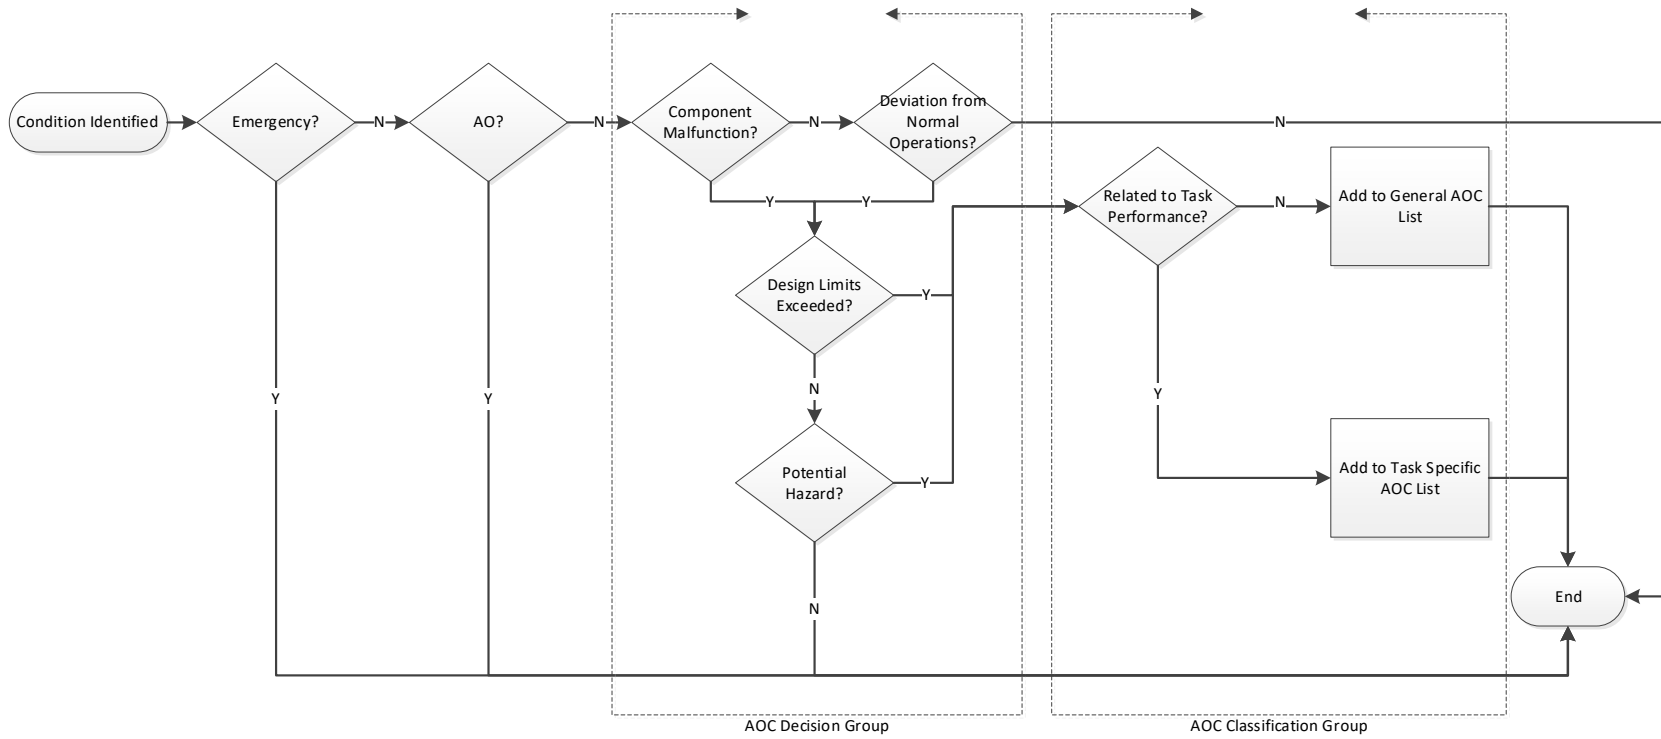 Condition Identified
Emergency?
N
AO?
N
Component
Malfunction?
N
Deviation from
Normal
Operations?
N
Y
Y
Related to Task
Performance?
N
Add to General AOC
List
Design Limits
Exceeded?
Y
Y
Y
N
Y
Potential
Hazard?
Y
Add to Task Specific
AOC List
N
End
AOC Decision Group
AOC Classification Group